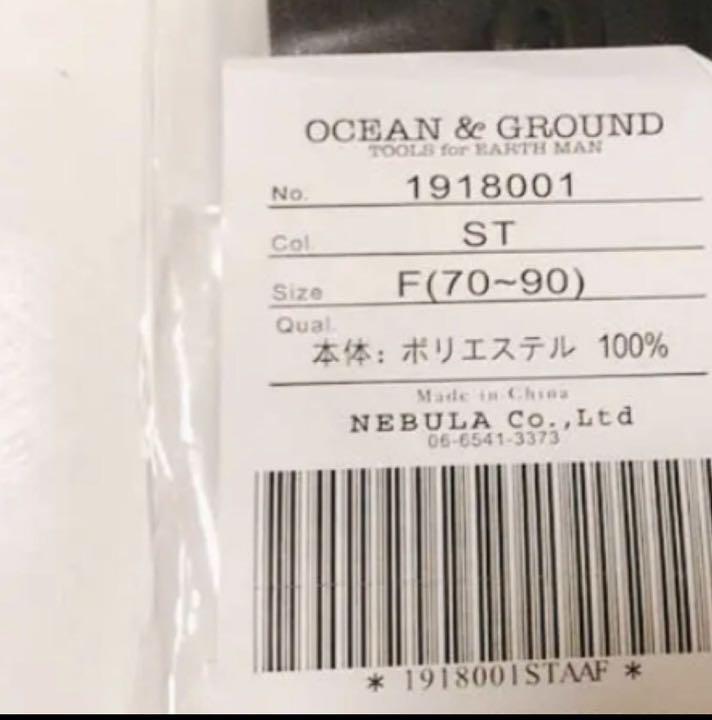 OCEAN & GROUND
TOOLS for EARTH MAN
No. 1918001
Col. ST
Size F(70~90)
Qual.
本体: ポリエステル 100%
Made in China
NEBULA Co.,Ltd
06-6541-3373
* 1918001STAAF *